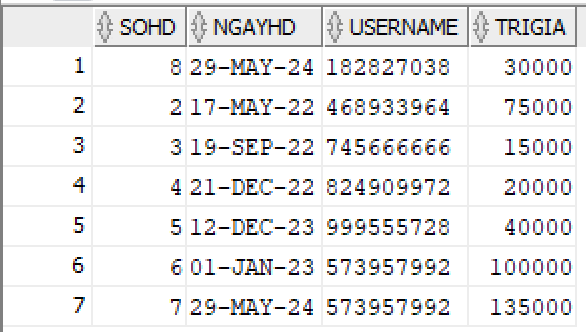 SOHD NGAYHD USERNAME TRIGIA
1 8 29-MAY-24 182827038 30000
2 2 17-MAY-22 468933964 75000
3 3 19-SEP-22 745666666 15000
4 4 21-DEC-22 824909972 20000
5 5 12-DEC-23 999555728 40000
6 6 01-JAN-23 573957992 100000
7 7 29-MAY-24 573957992 135000